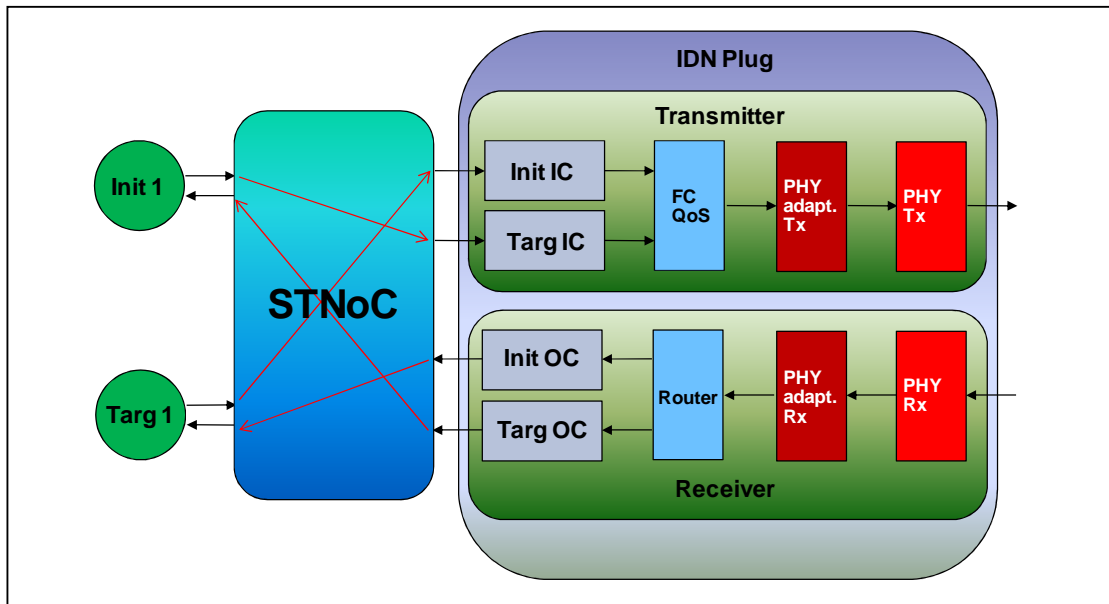 IDN Plug
Transmitter
Init 1
Init IC
Targ IC
FC
QoS
PHY
adapt.
Tx
PHY
Tx
STNoC
Targ 1
Init OC
Targ OC
Router
PHY
adapt.
Rx
PHY
Rx
Receiver